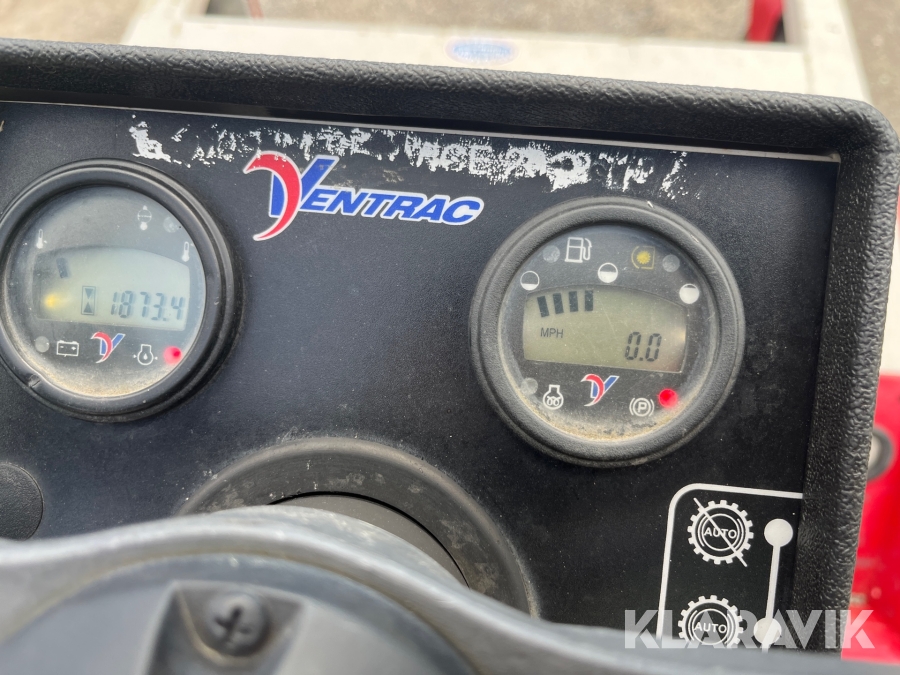 VENTRAC
1873.4
MPH
0.0
P
AUTO
AUTO
KLARAVIK